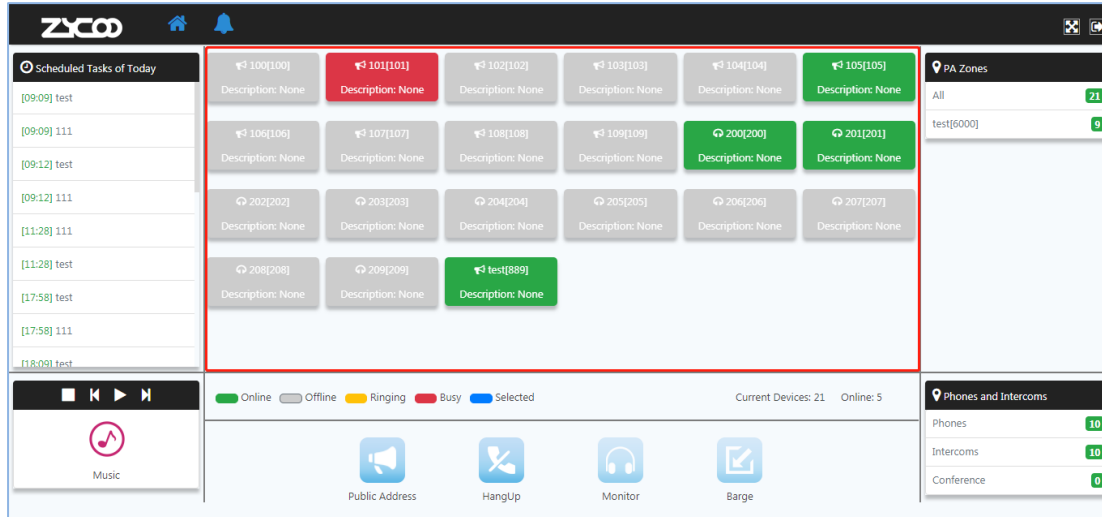 ZYCOO
Scheduled Tasks of Today
[09:09] test
[09:09] 111
[09:12] test
[09:12] 111
[11:28] 111
[11:28] test
[17:58] test
[17:58] 111
[18:09] test
100[100] 101[101] 102[102] 103[103] 104[104] 105[105]
Description: None Description: None Description: None Description: None Description: None Description: None
106[106] 107[107] 108[108] 109[109] 200[200] 201[201]
Description: None Description: None Description: None Description: None Description: None Description: None
202[202] 203[203] 204[204] 205[205] 206[206] 207[207]
Description: None Description: None Description: None Description: None Description: None Description: None
208[208] 209[209] test[889]
Description: None Description: None Description: None
PA Zones
All 21
test[6000] 9
Music
Online Offline Ringing Busy Selected Current Devices: 21 Online: 5
Public Address HangUp Monitor Barge
Phones and Intercoms
Phones 10
Intercoms 10
Conference 0